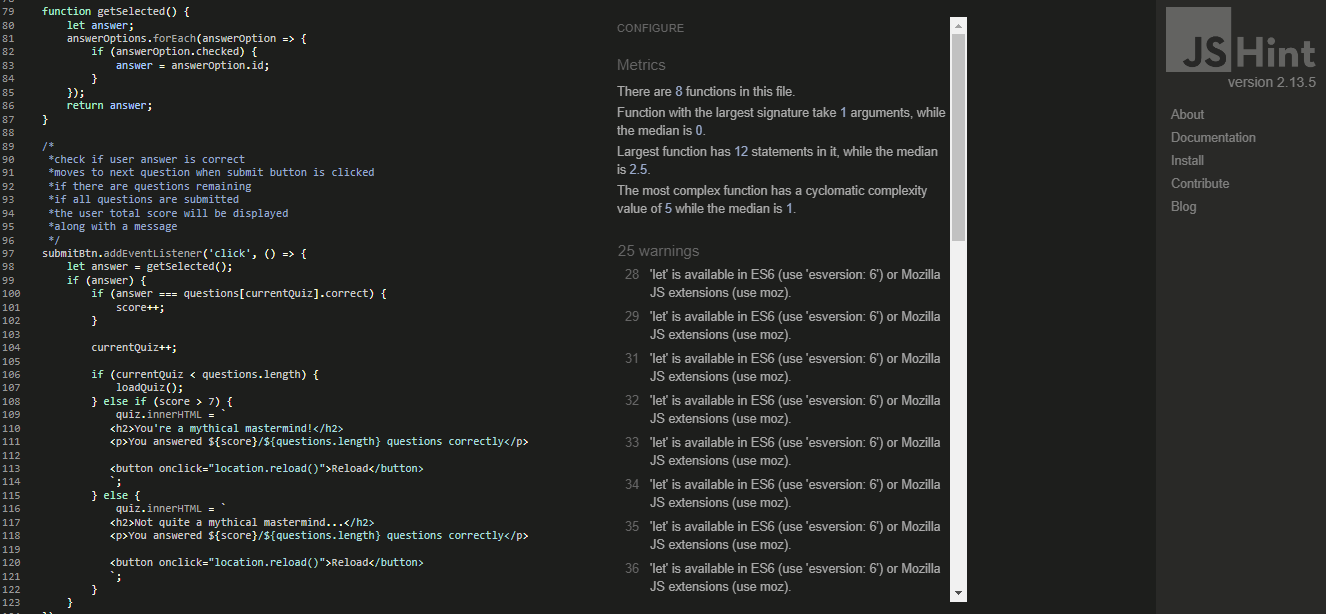 79 function getSelected() {
80 let answer;
81 answerOptions.forEach(answerOption => {
82 if (answerOption.checked) {
83 answer = answerOption.id;
84 }
85 });
86 return answer;
87 }
88
89 /*
90 *check if user answer is correct
91 *moves to next question when submit button is clicked
92 *if there are questions remaining
93 *if all questions are submitted
94 *the user total score will be displayed
95 *along with a message
96 */
97 submitBtn.addEventListener('click', () => {
98 let answer = getSelected();
99 if (answer) {
100 if (answer === questions[currentQuiz].correct) {
101 score++;
102 }
103
104 currentQuiz++;
105
106 if (currentQuiz < questions.length) {
107 loadQuiz();
108 } else if (score > 7) {
109 quiz.innerHTML = `
110 <h2>You're a mythical mastermind!</h2>
111 <p>You answered ${score}/${questions.length} questions correctly</p>
112
113 <button onclick="location.reload()">Reload</button>
114 `;
115 } else {
116 quiz.innerHTML = `
117 <h2>Not quite a mythical mastermind...</h2>
118 <p>You answered ${score}/${questions.length} questions correctly</p>
119
120 <button onclick="location.reload()">Reload</button>
121 `;
122 }
123 }
CONFIGURE
Metrics
There are 8 functions in this file.
Function with the largest signature take 1 arguments, while
the median is 0.
Largest function has 12 statements in it, while the median
is 2.5.
The most complex function has a cyclomatic complexity
value of 5 while the median is 1.
25 warnings
28 'let' is available in ES6 (use 'esversion: 6') or Mozilla
JS extensions (use moz).
29 'let' is available in ES6 (use 'esversion: 6') or Mozilla
JS extensions (use moz).
31 'let' is available in ES6 (use 'esversion: 6') or Mozilla
JS extensions (use moz).
32 'let' is available in ES6 (use 'esversion: 6') or Mozilla
JS extensions (use moz).
33 'let' is available in ES6 (use 'esversion: 6') or Mozilla
JS extensions (use moz).
34 'let' is available in ES6 (use 'esversion: 6') or Mozilla
JS extensions (use moz).
35 'let' is available in ES6 (use 'esversion: 6') or Mozilla
JS extensions (use moz).
36 'let' is available in ES6 (use 'esversion: 6') or Mozilla
JS extensions (use moz).
JSHint
version 2.13.5
About
Documentation
Install
Contribute
Blog